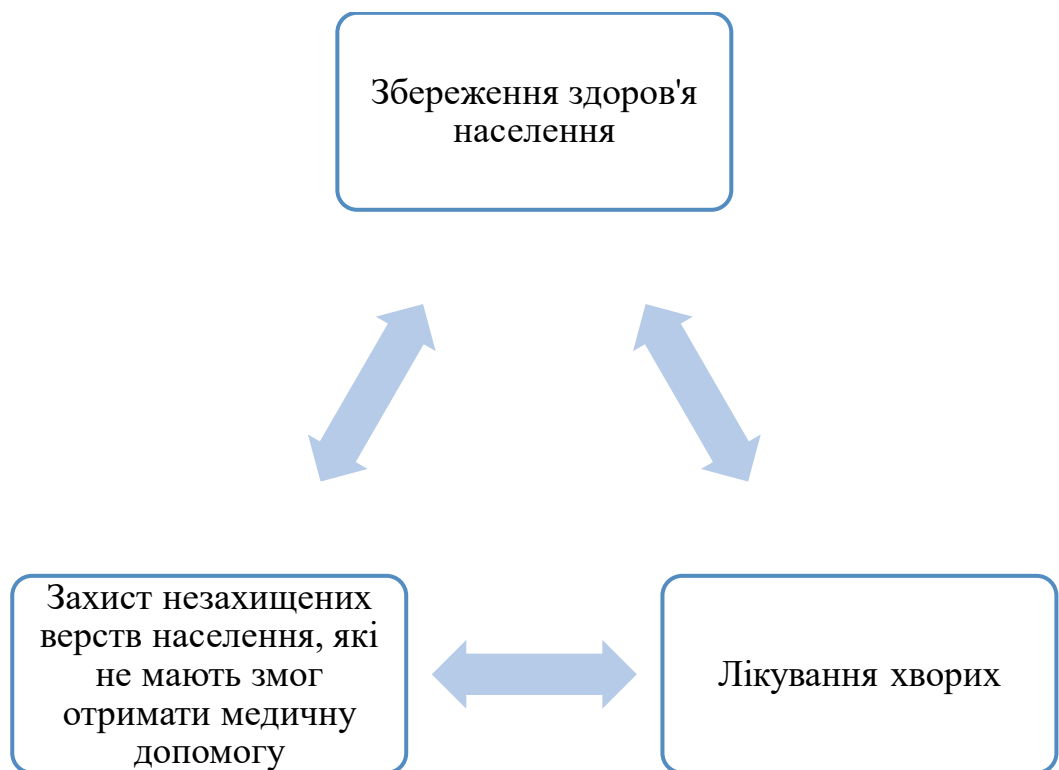 Збереження здоров'я
населення
Захист незахищених
верств населення, які
не мають змог
отримати медичну
допомогу
Лікування хворих